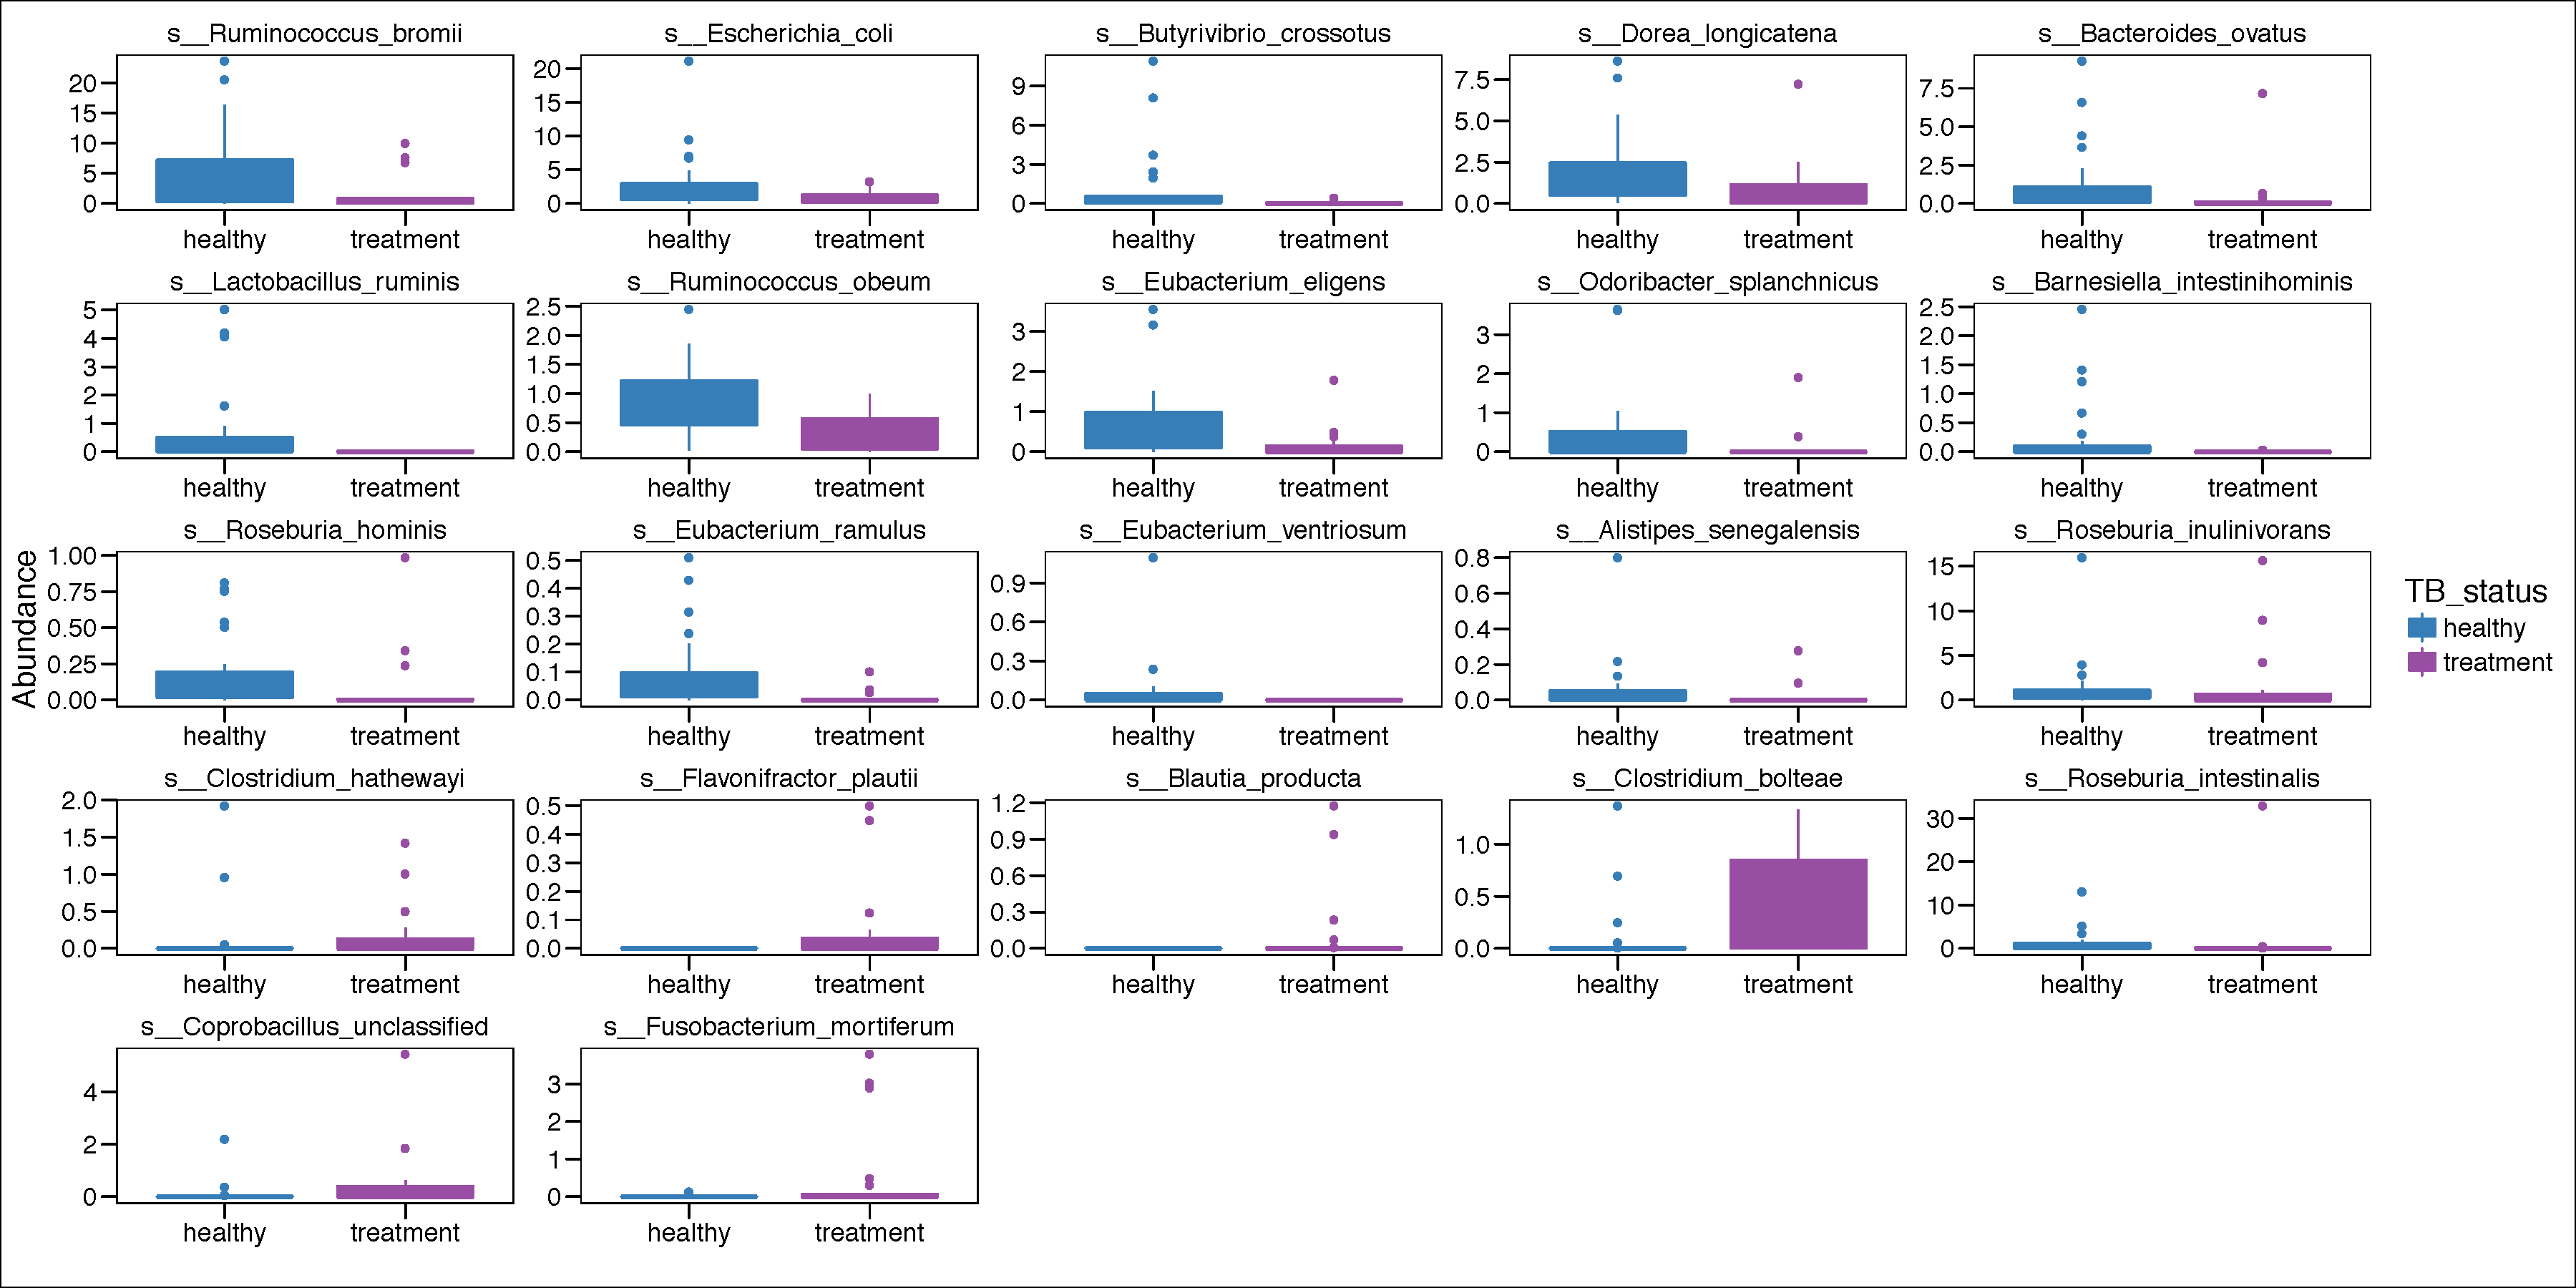 s__Ruminococcus_bromii s__Escherichia_coli s__Butyrivibrio_crossotus s__Dorea_longicatena s__Bacteroides_ovatus
20 15 10 5 0 20 15 10 5 0 9 6 3 0 7.5 5.0 2.5 0.0 7.5 5.0 2.5 0.0
healthy treatment healthy treatment healthy treatment healthy treatment healthy treatment
s__Lactobacillus_ruminis s__Ruminococcus_obeum s__Eubacterium_eligens s__Odoribacter_splanchnicus s__Barnesiella_intestinihominis
5 4 3 2 1 0 2.5 2.0 1.5 1.0 0.5 0.0 3 2 1 0 3 2 1 0 2.5 2.0 1.5 1.0 0.5 0.0
healthy treatment healthy treatment healthy treatment healthy treatment healthy treatment
s__Roseburia_hominis s__Eubacterium_ramulus s__Eubacterium_ventriosum s__Alistipes_senegalensis s__Roseburia_inulinivorans
Abundance
1.00 0.75 0.50 0.25 0.00 0.5 0.4 0.3 0.2 0.1 0.0 0.9 0.6 0.3 0.0 0.8 0.6 0.4 0.2 0.0 15 10 5 0
healthy treatment healthy treatment healthy treatment healthy treatment healthy treatment
TB_status
healthy
treatment
s__Clostridium_hathewayi s__Flavonifractor_plautii s__Blautia_producta s__Clostridium_bolteae s__Roseburia_intestinalis
2.0 1.5 1.0 0.5 0.0 0.5 0.4 0.3 0.2 0.1 0.0 1.2 0.9 0.6 0.3 0.0 1.0 0.5 0.0 30 20 10 0
healthy treatment healthy treatment healthy treatment healthy treatment healthy treatment
s__Coprobacillus_unclassified s__Fusobacterium_mortiferum
4 2 0 3 2 1 0
healthy treatment healthy treatment